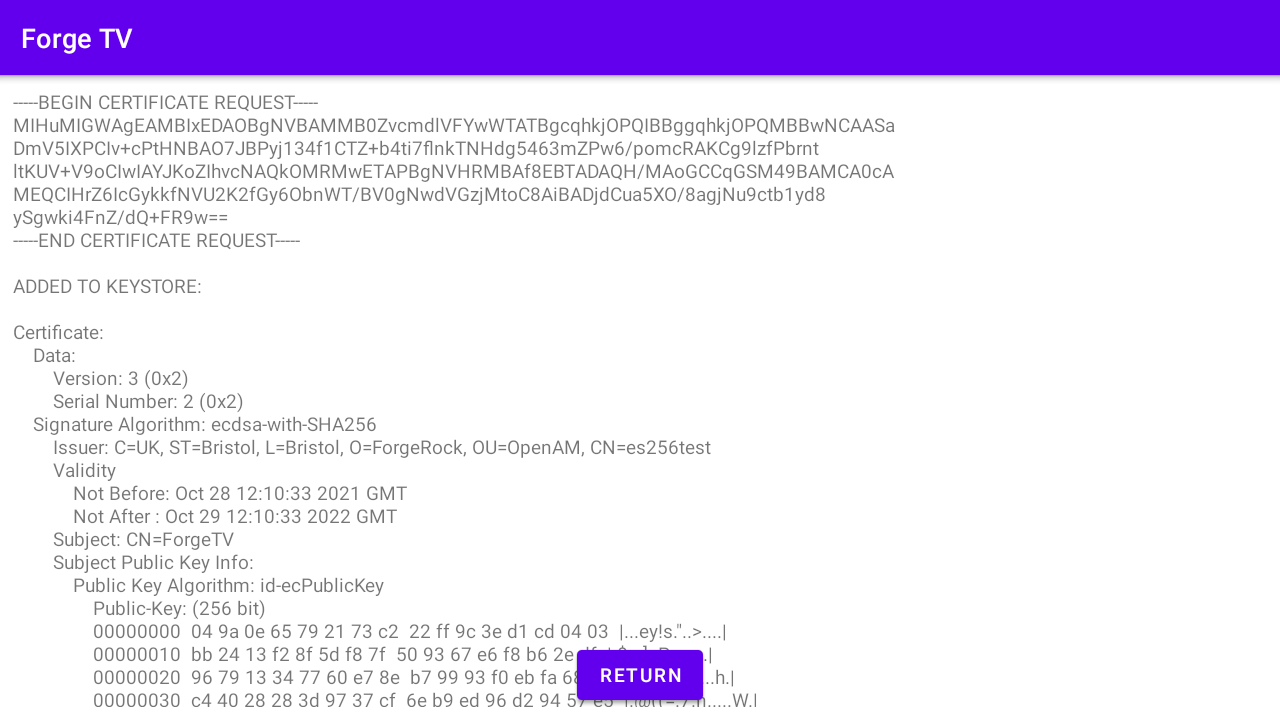 Forge TV
-----BEGIN CERTIFICATE REQUEST-----
MIHuMIGWAgEAMBIxEDAOBgNVBAMMB0ZvcmdlVFYwWTATBgcqhkjOPQIBBggqhkjOPQMBBwNCAASa
DmV5IXPCIv+cPtHNBAO7JBPyj134f1CTZ+b4ti7flnkTNHdg5463mZPw6/pomcRAKCg9lzfPbrnt
ltKUV+V9oCIwIAYJKoZIhvcNAQkOMRMwETAPBgNVHRMBAf8EBTADAQH/MAoGCCqGSM49BAMCA0cA
MEQCIHrZ6IcGykkfNVU2K2fGy6ObnWT/BV0gNwdVGzjMtoC8AiBADjdCua5XO/8agjNu9ctb1yd8
ySgwki4FnZ/dQ+FR9w==
-----END CERTIFICATE REQUEST-----
ADDED TO KEYSTORE:
Certificate:
Data:
Version: 3 (0x2)
Serial Number: 2 (0x2)
Signature Algorithm: ecdsa-with-SHA256
Issuer: C=UK, ST=Bristol, L=Bristol, O=ForgeRock, OU=OpenAM, CN=es256test
Validity
Not Before: Oct 28 12:10:33 2021 GMT
Not After : Oct 29 12:10:33 2022 GMT
Subject: CN=ForgeTV
Subject Public Key Info:
Public Key Algorithm: id-ecPublicKey
Public-Key: (256 bit)
00000000 04 9a 0e 65 79 21 73 c2 22 ff 9c 3e d1 cd 04 03 |...ey!s."..>....|
00000010 bb 24 13 f2 8f 5d f8 7f 50 93 67 e6 f8 b6 2e
00000020 96 79 13 34 77 60 e7 8e b7 99 93 f0 eb fa
00000030 c4 40 28 28 3d 97 37 cf 6e b9 ed 96 d2 94 57 e5 |.@((=.7.n.....W.|
RETURN